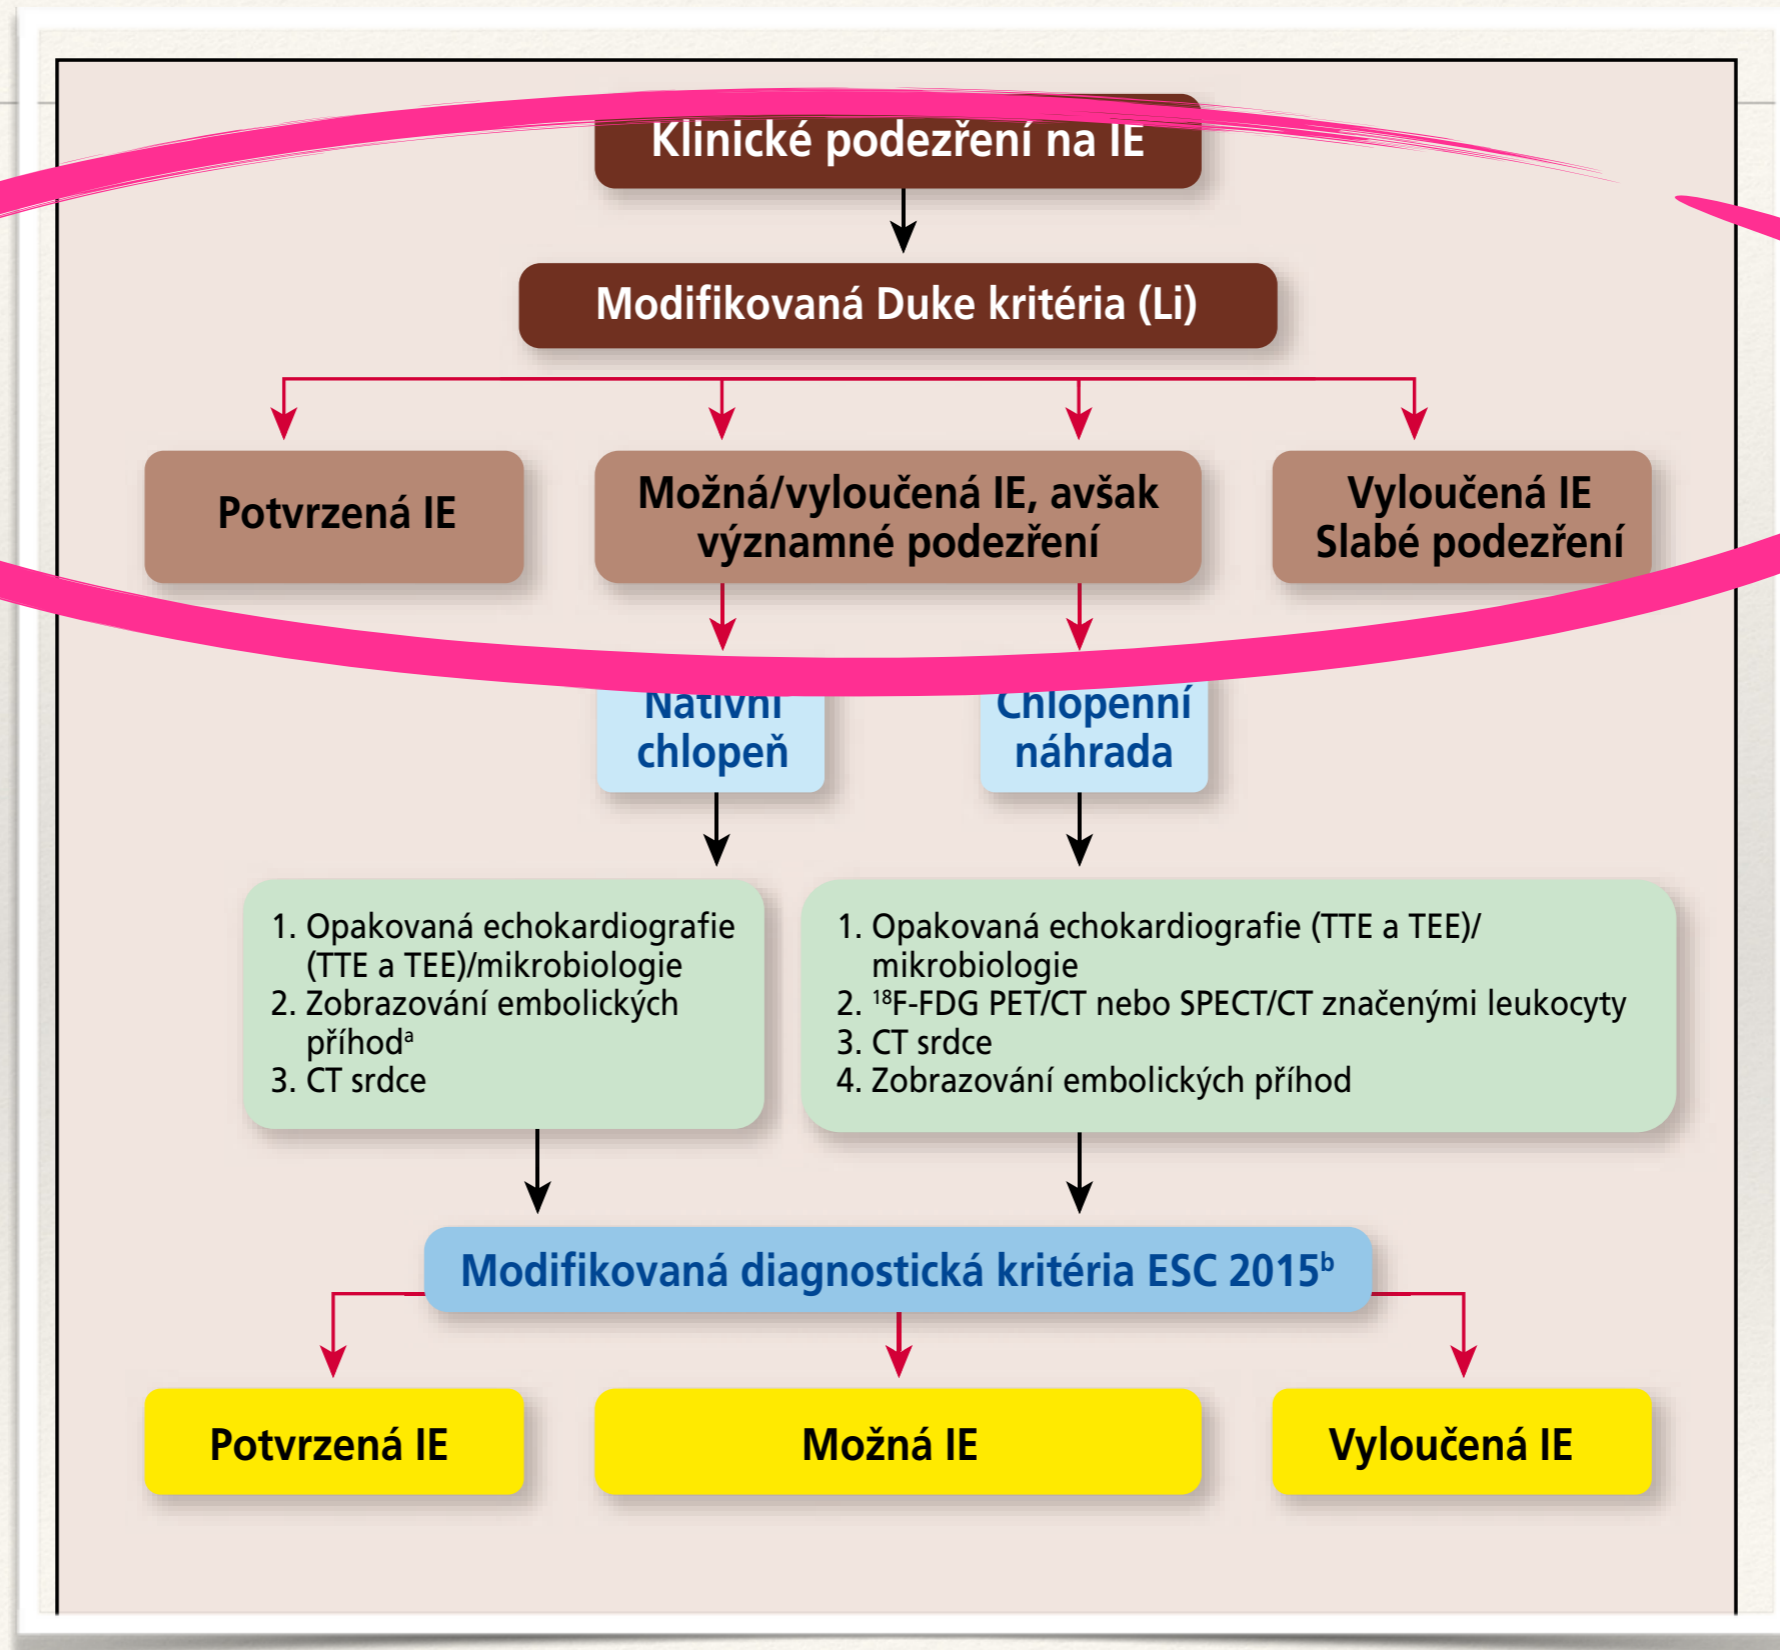 Klinické podezření na IE
Modifikovaná Duke kritéria (Li)
Potvrzená IE
Možná/vyloučená IE, avšak
významné podezření
Vyloučená IE
Slabé podezření
Nativní
chlopeň
Chlopenní
náhrada
1. Opakovaná echokardiografie
(TTE a TEE)/mikrobiologie
2. Zobrazování embolických
příhodᵃ
3. CT srdce
1. Opakovaná echokardiografie (TTE a TEE)/
mikrobiologie
2. ¹⁸F-FDG PET/CT nebo SPECT/CT značenými leukocyty
3. CT srdce
4. Zobrazování embolických příhod
Modifikovaná diagnostická kritéria ESC 2015ᵇ
Potvrzená IE
Možná IE
Vyloučená IE